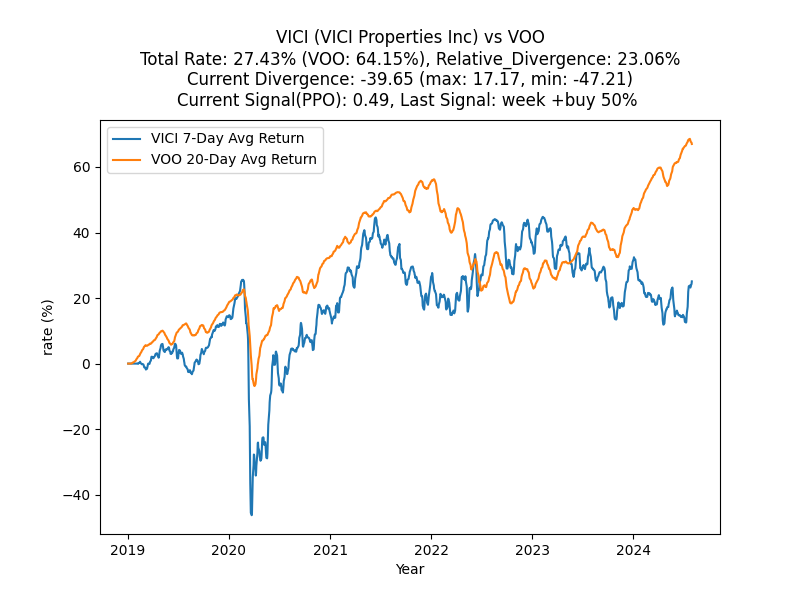 VICI (VICI Properties Inc) vs VOO
Total Rate: 27.43% (VOO: 64.15%), Relative_Divergence: 23.06%
Current Divergence: -39.65 (max: 17.17, min: -47.21)
Current Signal(PPO): 0.49, Last Signal: week +buy 50%
VICI 7-Day Avg Return
VOO 20-Day Avg Return
60
40
20
0
−20
−40
rate (%)
2019 2020 2021 2022 2023 2024
Year